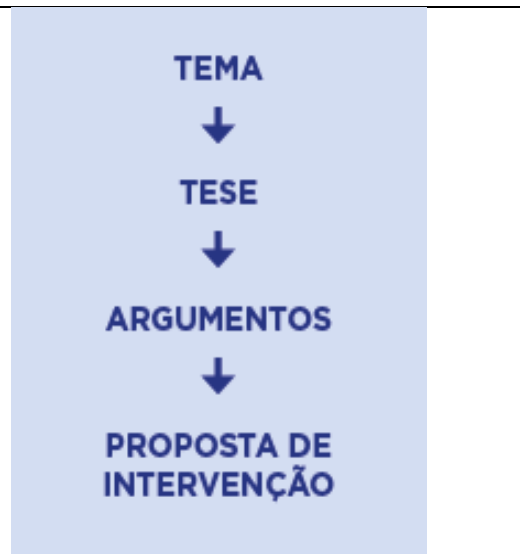 TEMA
TESE
ARGUMENTOS
PROPOSTA DE
INTERVENÇÃO